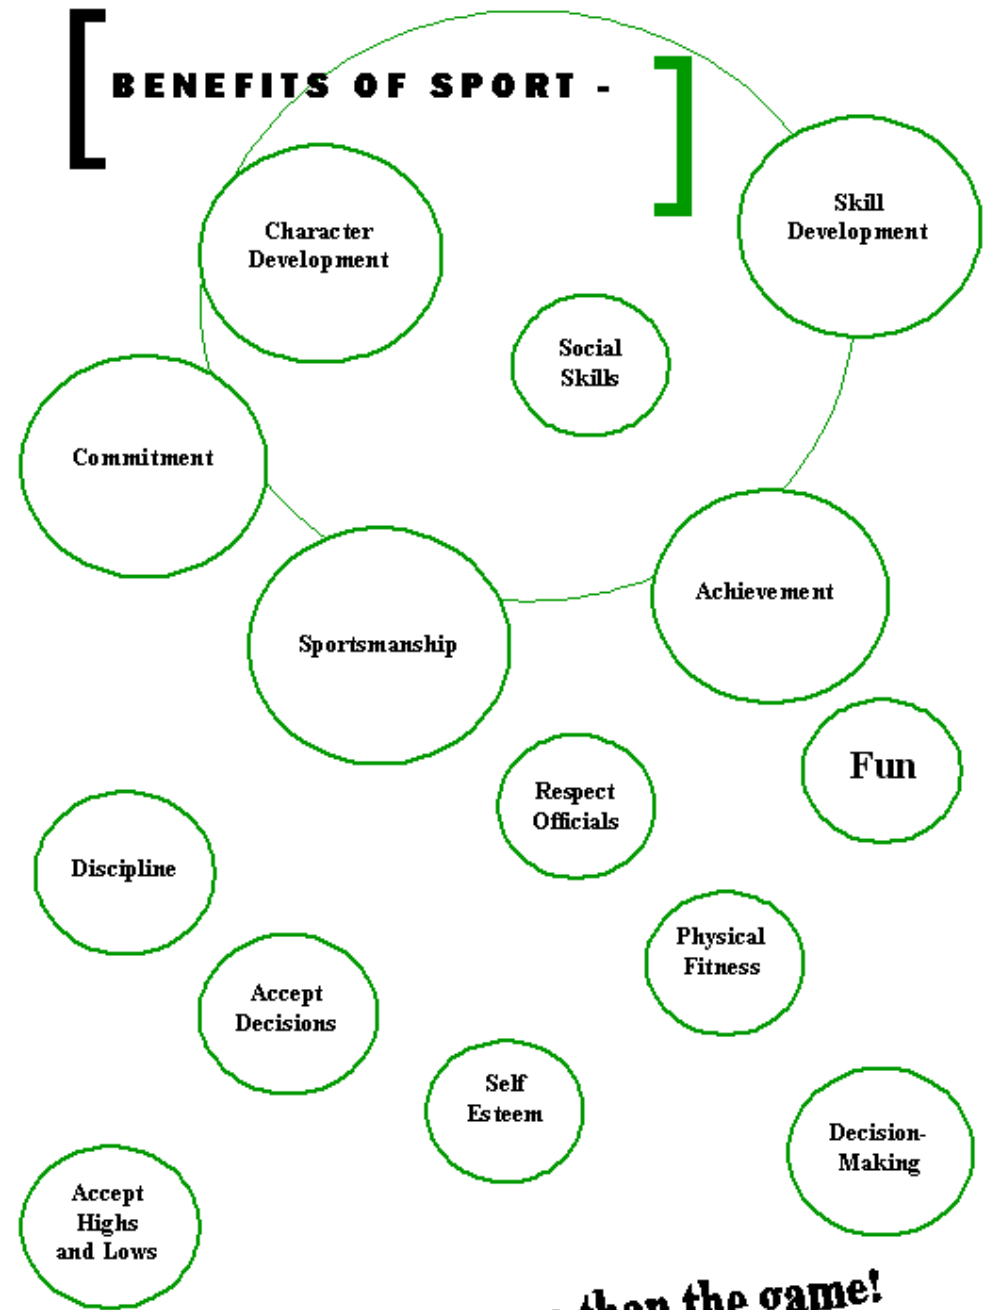 BENEFITS OF SPORT -
Character
Development
Skill
Development
Social
Skills
Commitment
Achievement
Sportsmanship
Fun
Respect
Officials
Discipline
Physical
Fitness
Accept
Decisions
Self
Esteem
Decision-
Making
Accept
Highs
and Lows
than the game!